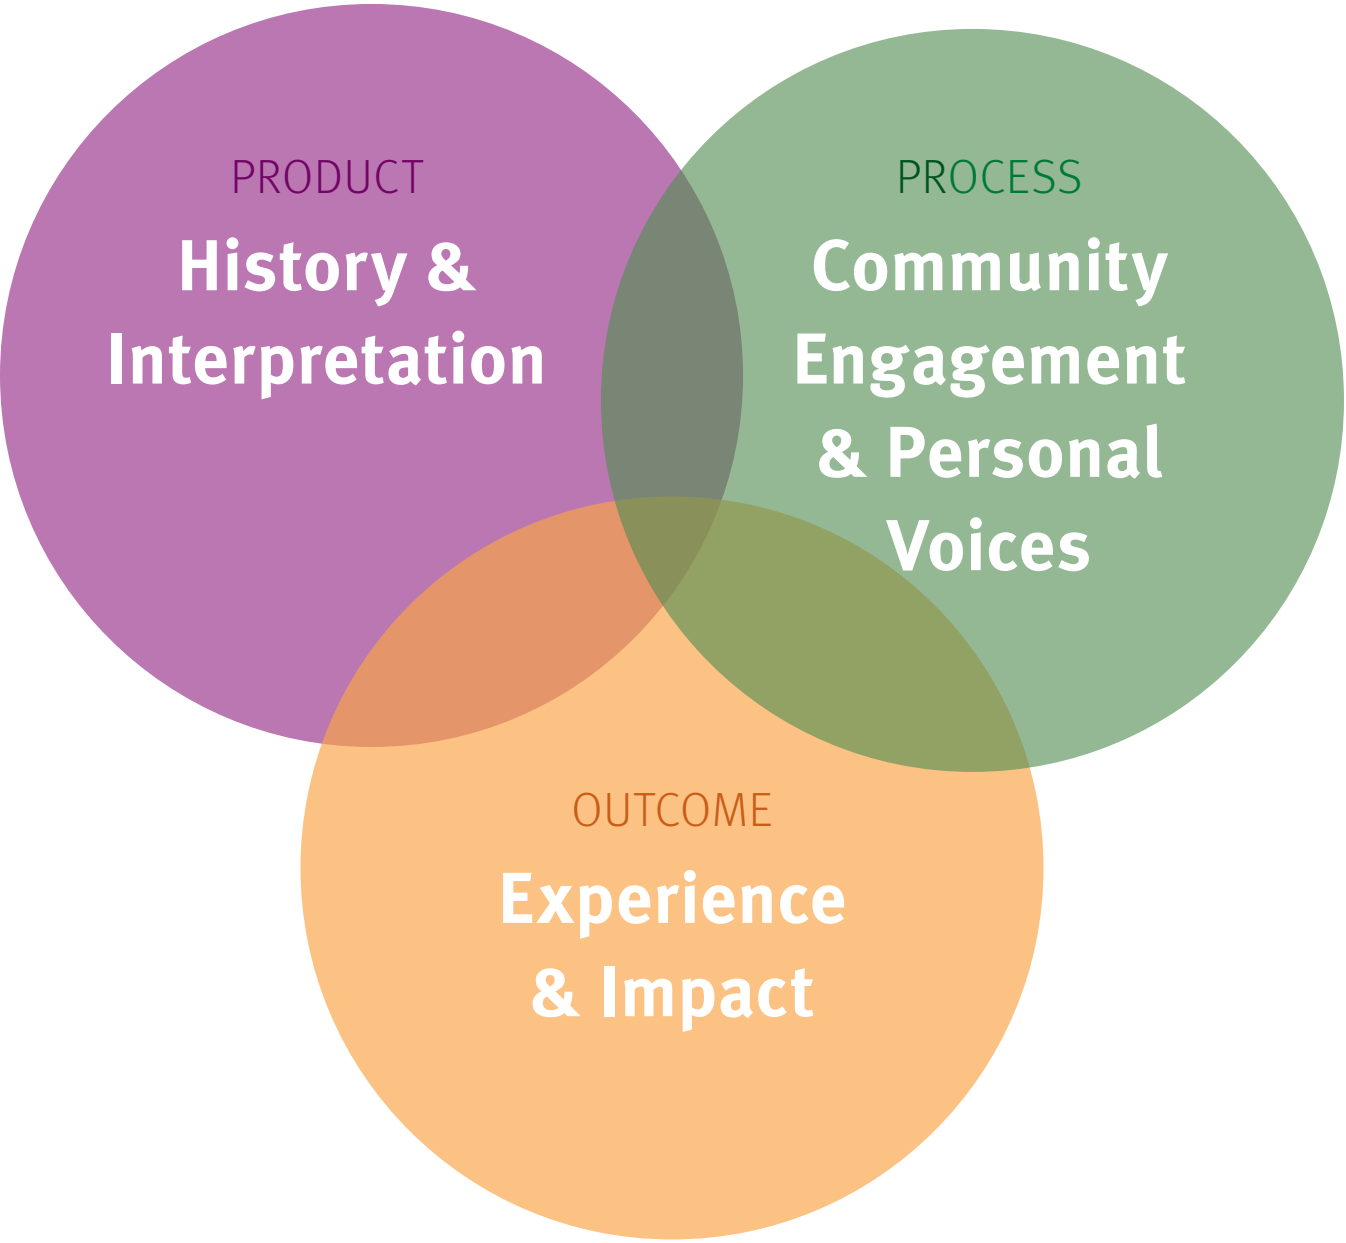 PRODUCT
History &
Interpretation
PROCESS
Community
Engagement
& Personal
Voices
OUTCOME
Experience
& Impact